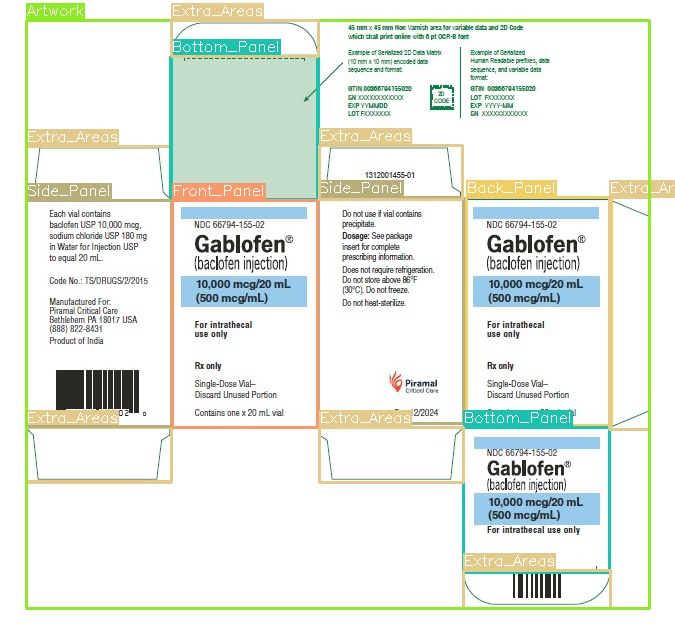 Artwork
Extra_Areas
Bottom_Panel
45 mm x 45 mm Non Varnish area for variable data and 2D Code
which shall print online with 6 pt OCR-B font
Example of Serialized 2D Data Matrix
(10 mm x 10 mm) encoded data
sequence and format:
GTIN 00366794155020
SN XXXXXXXXXXXXX
EXP YYMMDD
LOT FXXXXXXX
2D
CODE
Example of Serialized
Human Readable prefixes, data
sequence, and variable data
format:
GTIN 00366794155020
LOT FXXXXXXX
EXP YYYY-MM
SN XXXXXXXXXXXXX
Extra_Areas
Extra_Areas
1312001455-01
Side_Panel
Each vial contains
baclofen USP 10,000 mcg,
sodium chloride USP 180 mg
in Water for Injection USP
to equal 20 mL.
Code No.: TS/DRUGS/2/2015
Manufactured For:
Piramal Critical Care
Bethlehem PA 18017 USA
(888) 822-8431
Product of India
Extra_Areas
Front_Panel
NDC 66794-155-02
Gablofen®
(baclofen injection)
10,000 mcg/20 mL
(500 mcg/mL)
For intrathecal
use only
Rx only
Single-Dose Vial–
Discard Unused Portion
Contains one x 20 mL vial
Side_Panel
Do not use if vial contains
precipitate.
Dosage: See package
insert for complete
prescribing information.
Does not require refrigeration.
Do not store above 86°F
(30°C). Do not freeze.
Do not heat-sterilize.
Piramal
Critical Care
2/2024
Extra_Areas
Back_Panel
NDC 66794-155-02
Gablofen®
(baclofen injection)
10,000 mcg/20 mL
(500 mcg/mL)
For intrathecal
use only
Rx only
Single-Dose Vial–
Discard Unused Portion
Extra_Ar
Bottom_Panel
NDC 66794-155-02
Gablofen®
(baclofen injection)
10,000 mcg/20 mL
(500 mcg/mL)
For intrathecal use only
Extra_Areas